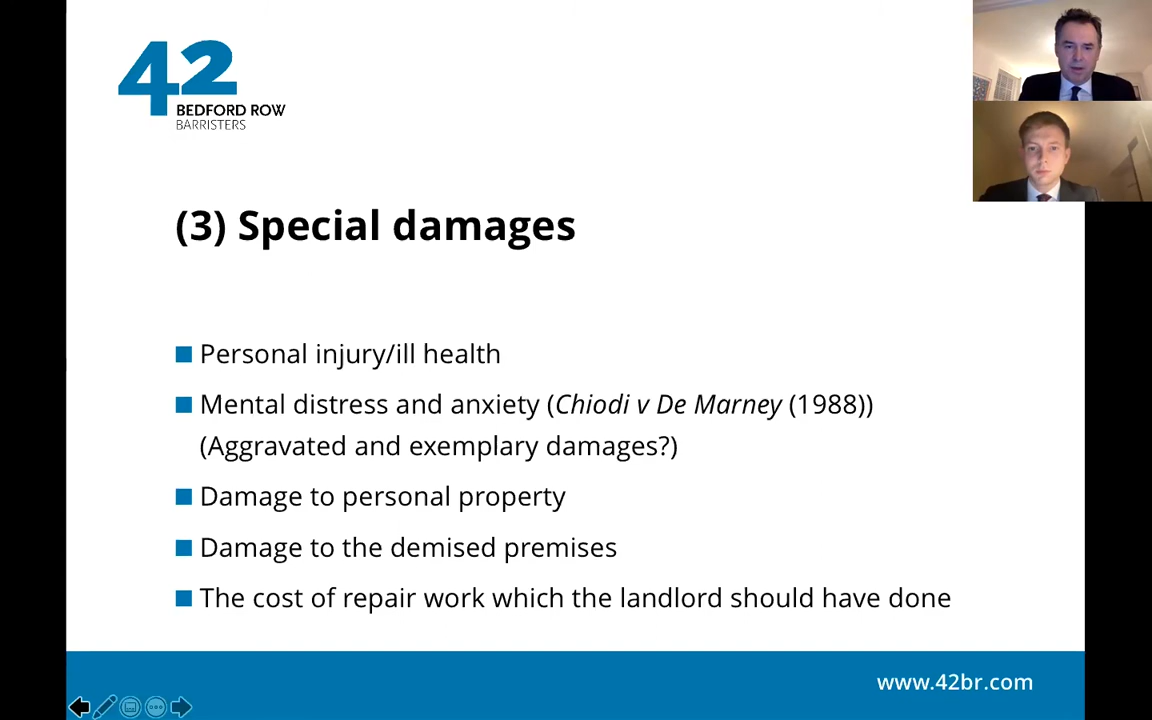 42
BEDFORD ROW
BARRISTERS
(3) Special damages
Personal injury/ill health
Mental distress and anxiety (Chiodi v De Marney (1988))
(Aggravated and exemplary damages?)
Damage to personal property
Damage to the demised premises
The cost of repair work which the landlord should have done
www.42br.com